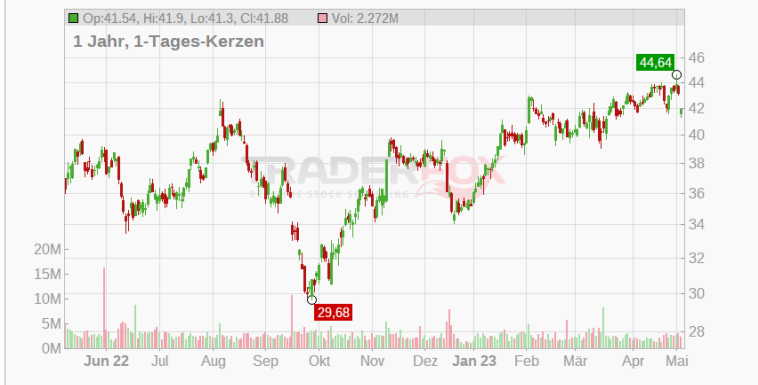 Op:41.54, Hi:41.9, Lo:41.3, Cl:41.88 Vol: 2.272M
1 Jahr, 1-Tages-Kerzen
44,64
46
44
42
40
38
36
34
32
30
28
TRADERFOX
20M
15M
10M
5M
0M
29,68
Jun 22 Jul Aug Sep Okt Nov Dez Jan 23 Feb Mär Apr Mai